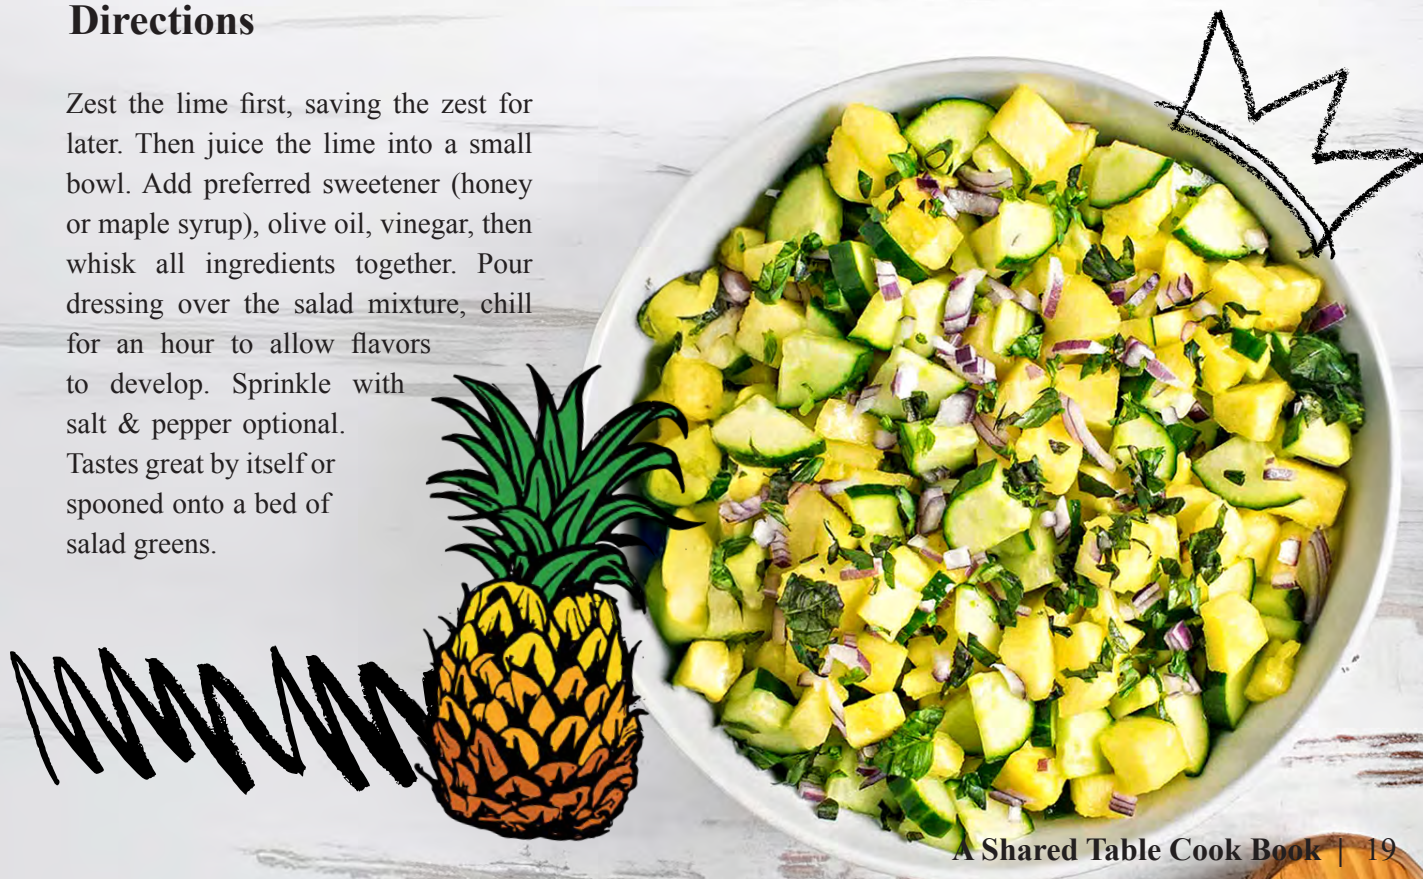 Directions
Zest the lime first, saving the zest for
later. Then juice the lime into a small
bowl. Add preferred sweetener (honey
or maple syrup), olive oil, vinegar, then
whisk all ingredients together. Pour
dressing over the salad mixture, chill
for an hour to allow flavors
to develop. Sprinkle with
salt & pepper optional.
Tastes great by itself or
spooned onto a bed of
salad greens.
A Shared Table Cook Book | 19